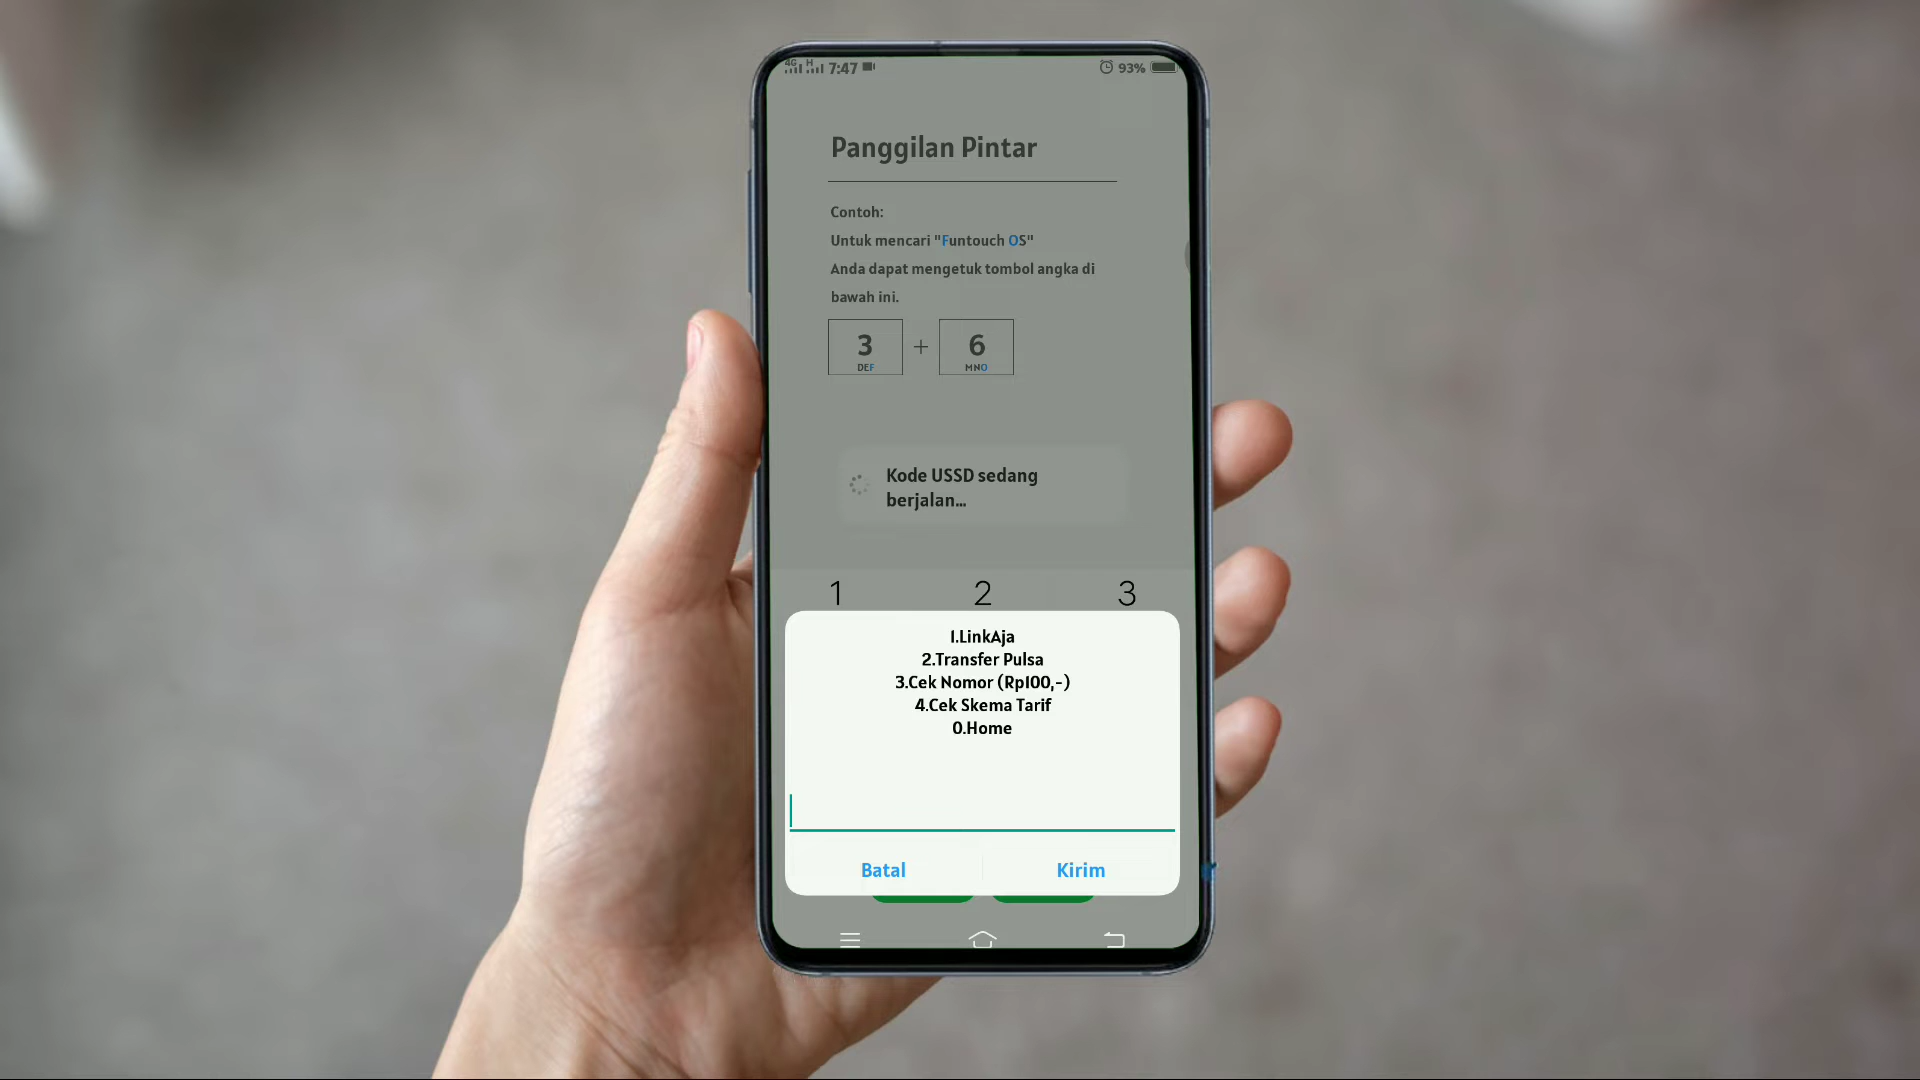 4G H 7:47 93%
Panggilan Pintar
Contoh:
Untuk mencari "Funtouch OS"
Anda dapat mengetuk tombol angka di
bawah ini.
3 + 6
DEF MNO
Kode USSD sedang
berjalan...
1 2 3
1.LinkAja
2.Transfer Pulsa
3.Cek Nomor (Rp100,-)
4.Cek Skema Tarif
0.Home
Batal Kirim